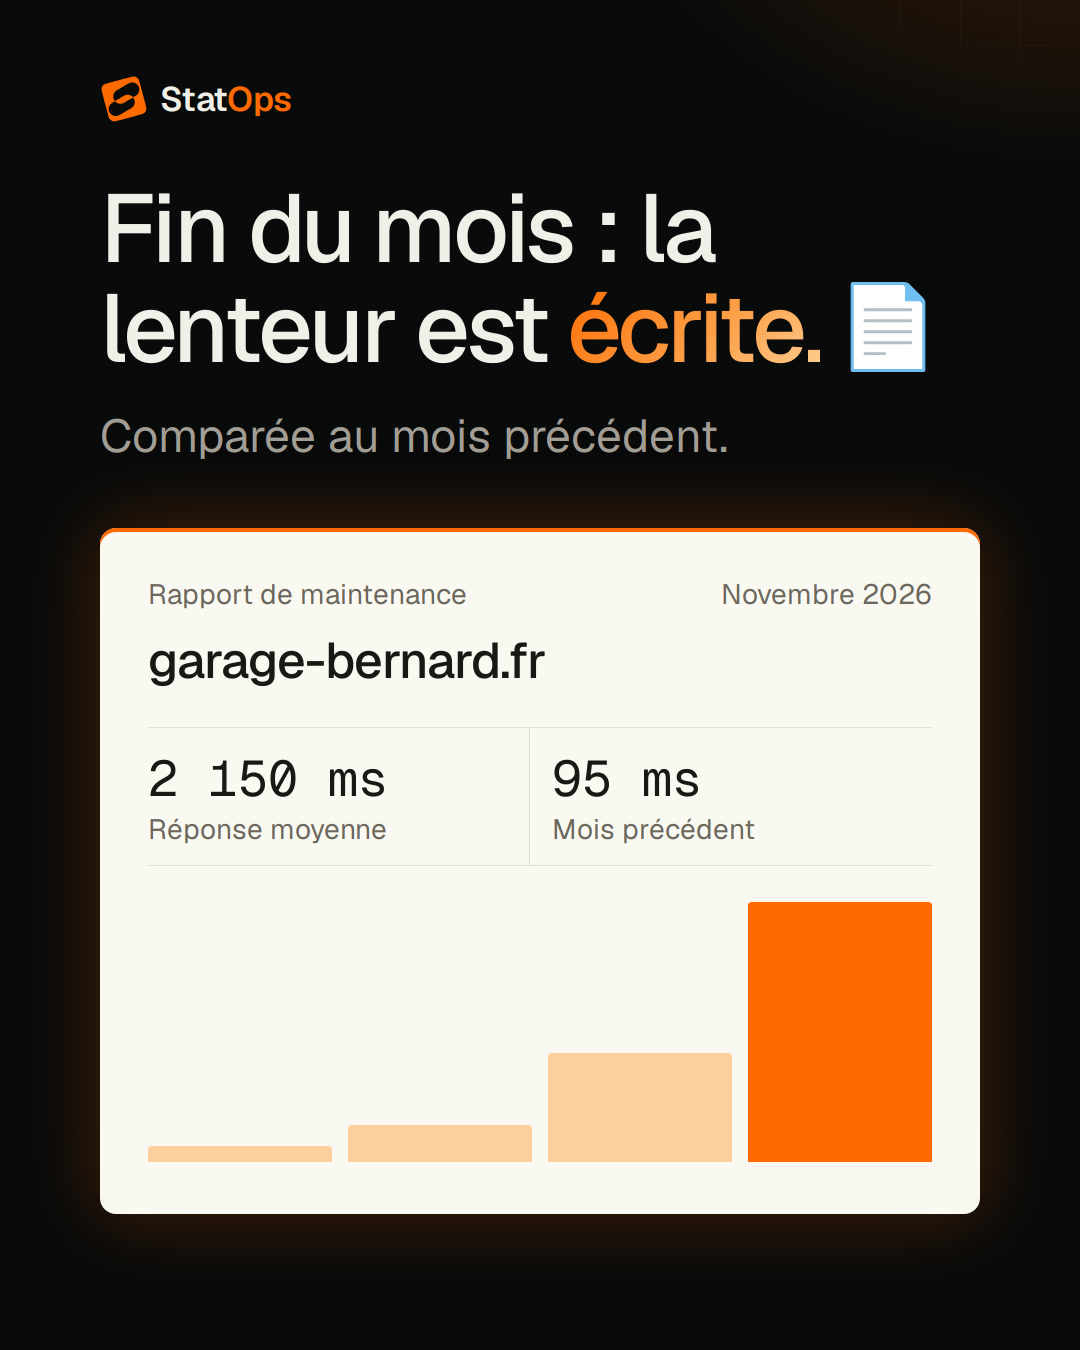 StatOps
Fin du mois : la
lenteur est écrite. 📄
Comparée au mois précédent.
Rapport de maintenance
Novembre 2026
garage-bernard.fr
2 150 ms
95 ms
Réponse moyenne
Mois précédent